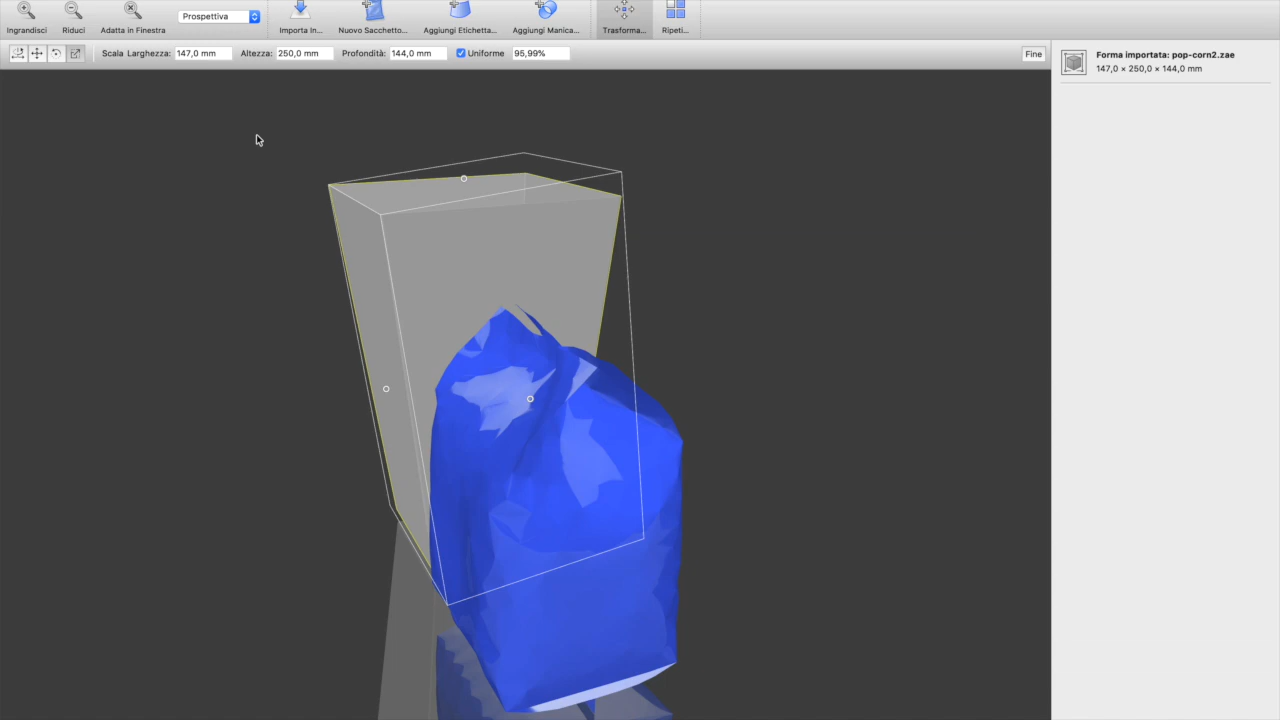 Ingrandisci
Riduci
Adatta in Finestra
Prospettiva
Importa In...
Nuovo Sacchetto...
Aggiungi Etichetta...
Aggiungi Manica...
Trasforma...
Ripeti...
Scala Larghezza: 147,0 mm Altezza: 250,0 mm Profondità: 144,0 mm Uniforme 95,99% Fine
Forma importata: pop-corn2.zae
147,0 × 250,0 × 144,0 mm